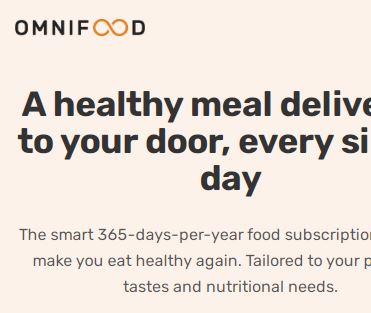 OMNIFOOD
A healthy meal delive
to your door, every si
day
The smart 365-days-per-year food subscription
make you eat healthy again. Tailored to your p
tastes and nutritional needs.